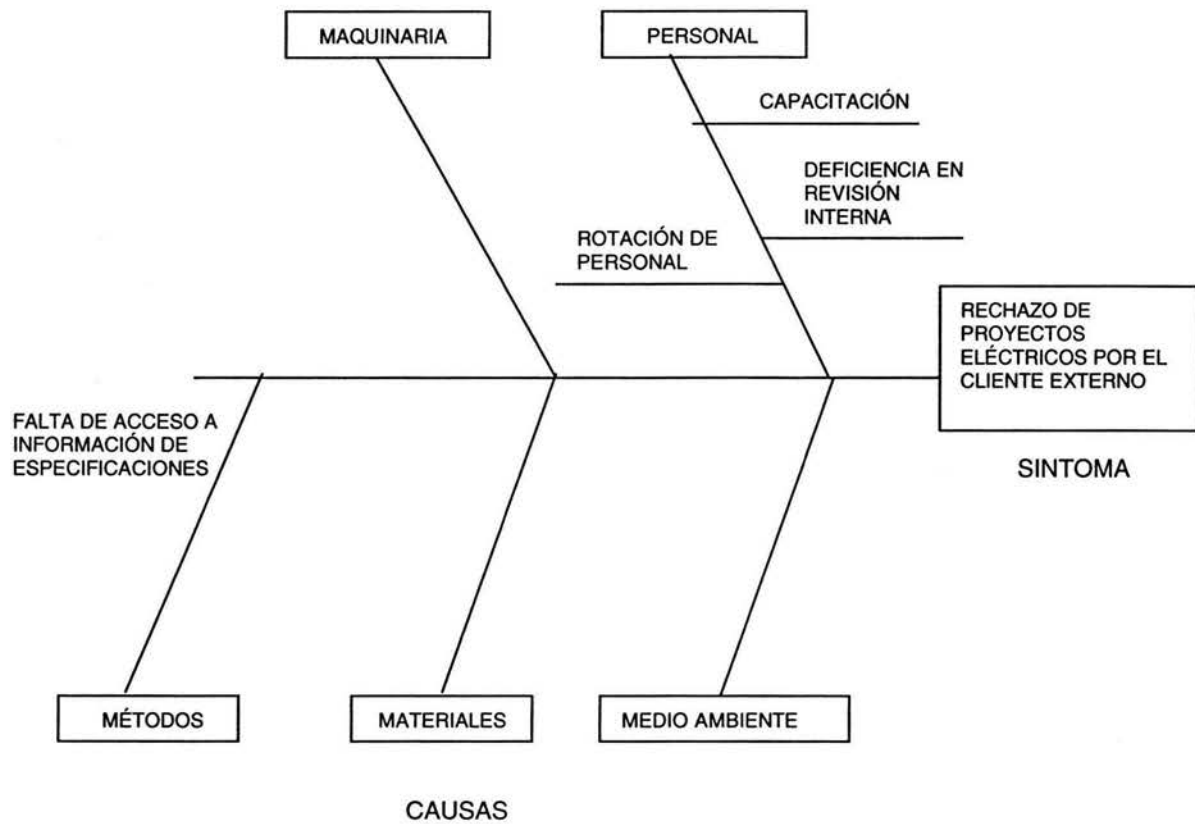 MAQUINARIA
PERSONAL
CAPACITACIÓN
DEFICIENCIA EN
REVISIÓN
INTERNA
ROTACIÓN DE
PERSONAL
RECHAZO DE
PROYECTOS
ELÉCTRICOS POR EL
CLIENTE EXTERNO
FALTA DE ACCESO A
INFORMACIÓN DE
ESPECIFICACIONES
SINTOMA
MÉTODOS
MATERIALES
MEDIO AMBIENTE
CAUSAS